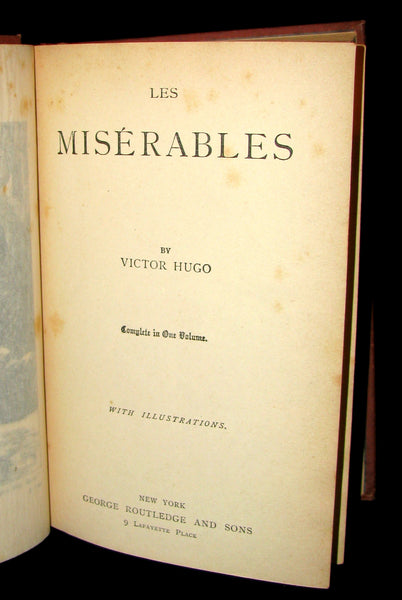 LES
MISÉRABLES
BY
VICTOR HUGO
Complete in One Volume.
WITH ILLUSTRATIONS.
NEW YORK
GEORGE ROUTLEDGE AND SONS
9 LAFAYETTE PLACE